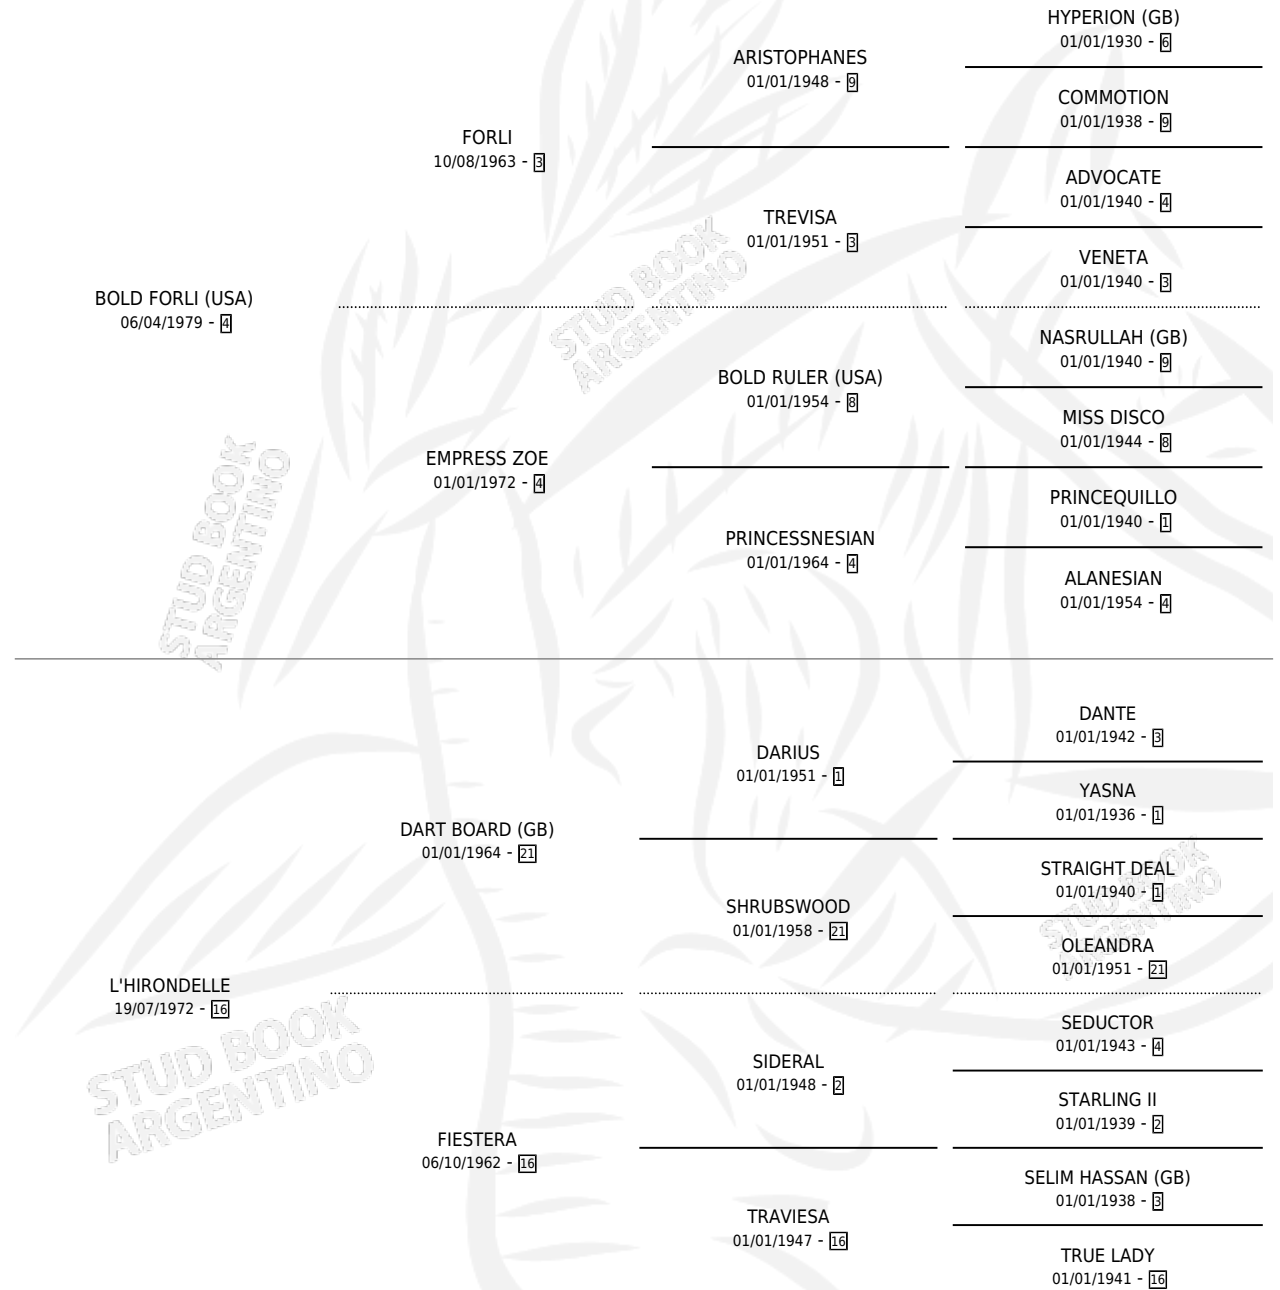 HYPERION (GB)
01/01/1930 - 6
ARISTOPHANES
01/01/1948 - 9
COMMOTION
01/01/1938 - 9
FORLI
10/08/1963 - 3
ADVOCATE
01/01/1940 - 4
TREVISA
01/01/1951 - 3
VENETA
01/01/1940 - 3
BOLD FORLI (USA)
06/04/1979 - 4
NASRULLAH (GB)
01/01/1940 - 9
BOLD RULER (USA)
01/01/1954 - 8
MISS DISCO
01/01/1944 - 8
EMPRESS ZOE
01/01/1972 - 4
PRINCEQUILLO
01/01/1940 - 1
PRINCESSNESIAN
01/01/1964 - 4
ALANESIAN
01/01/1954 - 4
DANTE
01/01/1942 - 3
DARIUS
01/01/1951 - 1
YASNA
01/01/1936 - 1
DART BOARD (GB)
01/01/1964 - 21
STRAIGHT DEAL
01/01/1940 - 1
SHRUBSWOOD
01/01/1958 - 21
OLEANDRA
01/01/1951 - 21
L'HIRONDELLE
19/07/1972 - 16
SEDUCTOR
01/01/1943 - 4
SIDERAL
01/01/1948 - 2
STARLING II
01/01/1939 - 2
FIESTERA
06/10/1962 - 16
SELIM HASSAN (GB)
01/01/1938 - 3
TRAVIESA
01/01/1947 - 16
TRUE LADY
01/01/1941 - 16
STUD BOOK
ARGENTINO
STUD BOOK
ARGENTINO
STUD BOOK
ARGENTINO
STUD BOOK
ARGENTINO